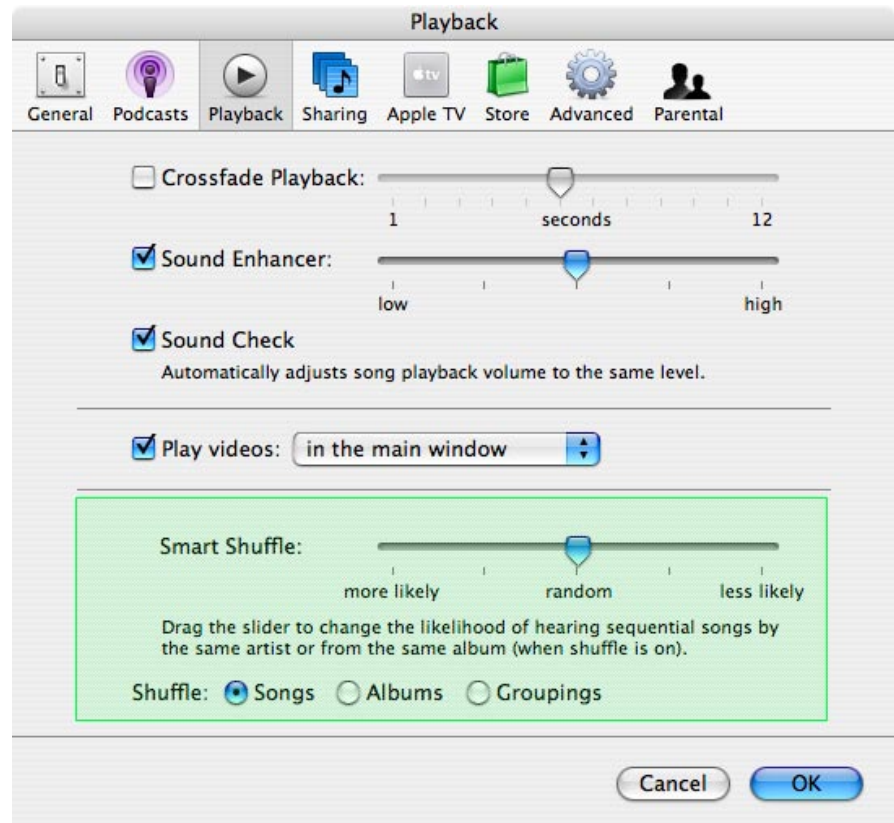 Playback
General Podcasts Playback Sharing Apple TV Store Advanced Parental
Crossfade Playback:
1 seconds 12
Sound Enhancer:
low high
Sound Check
Automatically adjusts song playback volume to the same level.
Play videos: in the main window
Smart Shuffle:
more likely random less likely
Drag the slider to change the likelihood of hearing sequential songs by
the same artist or from the same album (when shuffle is on).
Shuffle: Songs Albums Groupings
Cancel OK